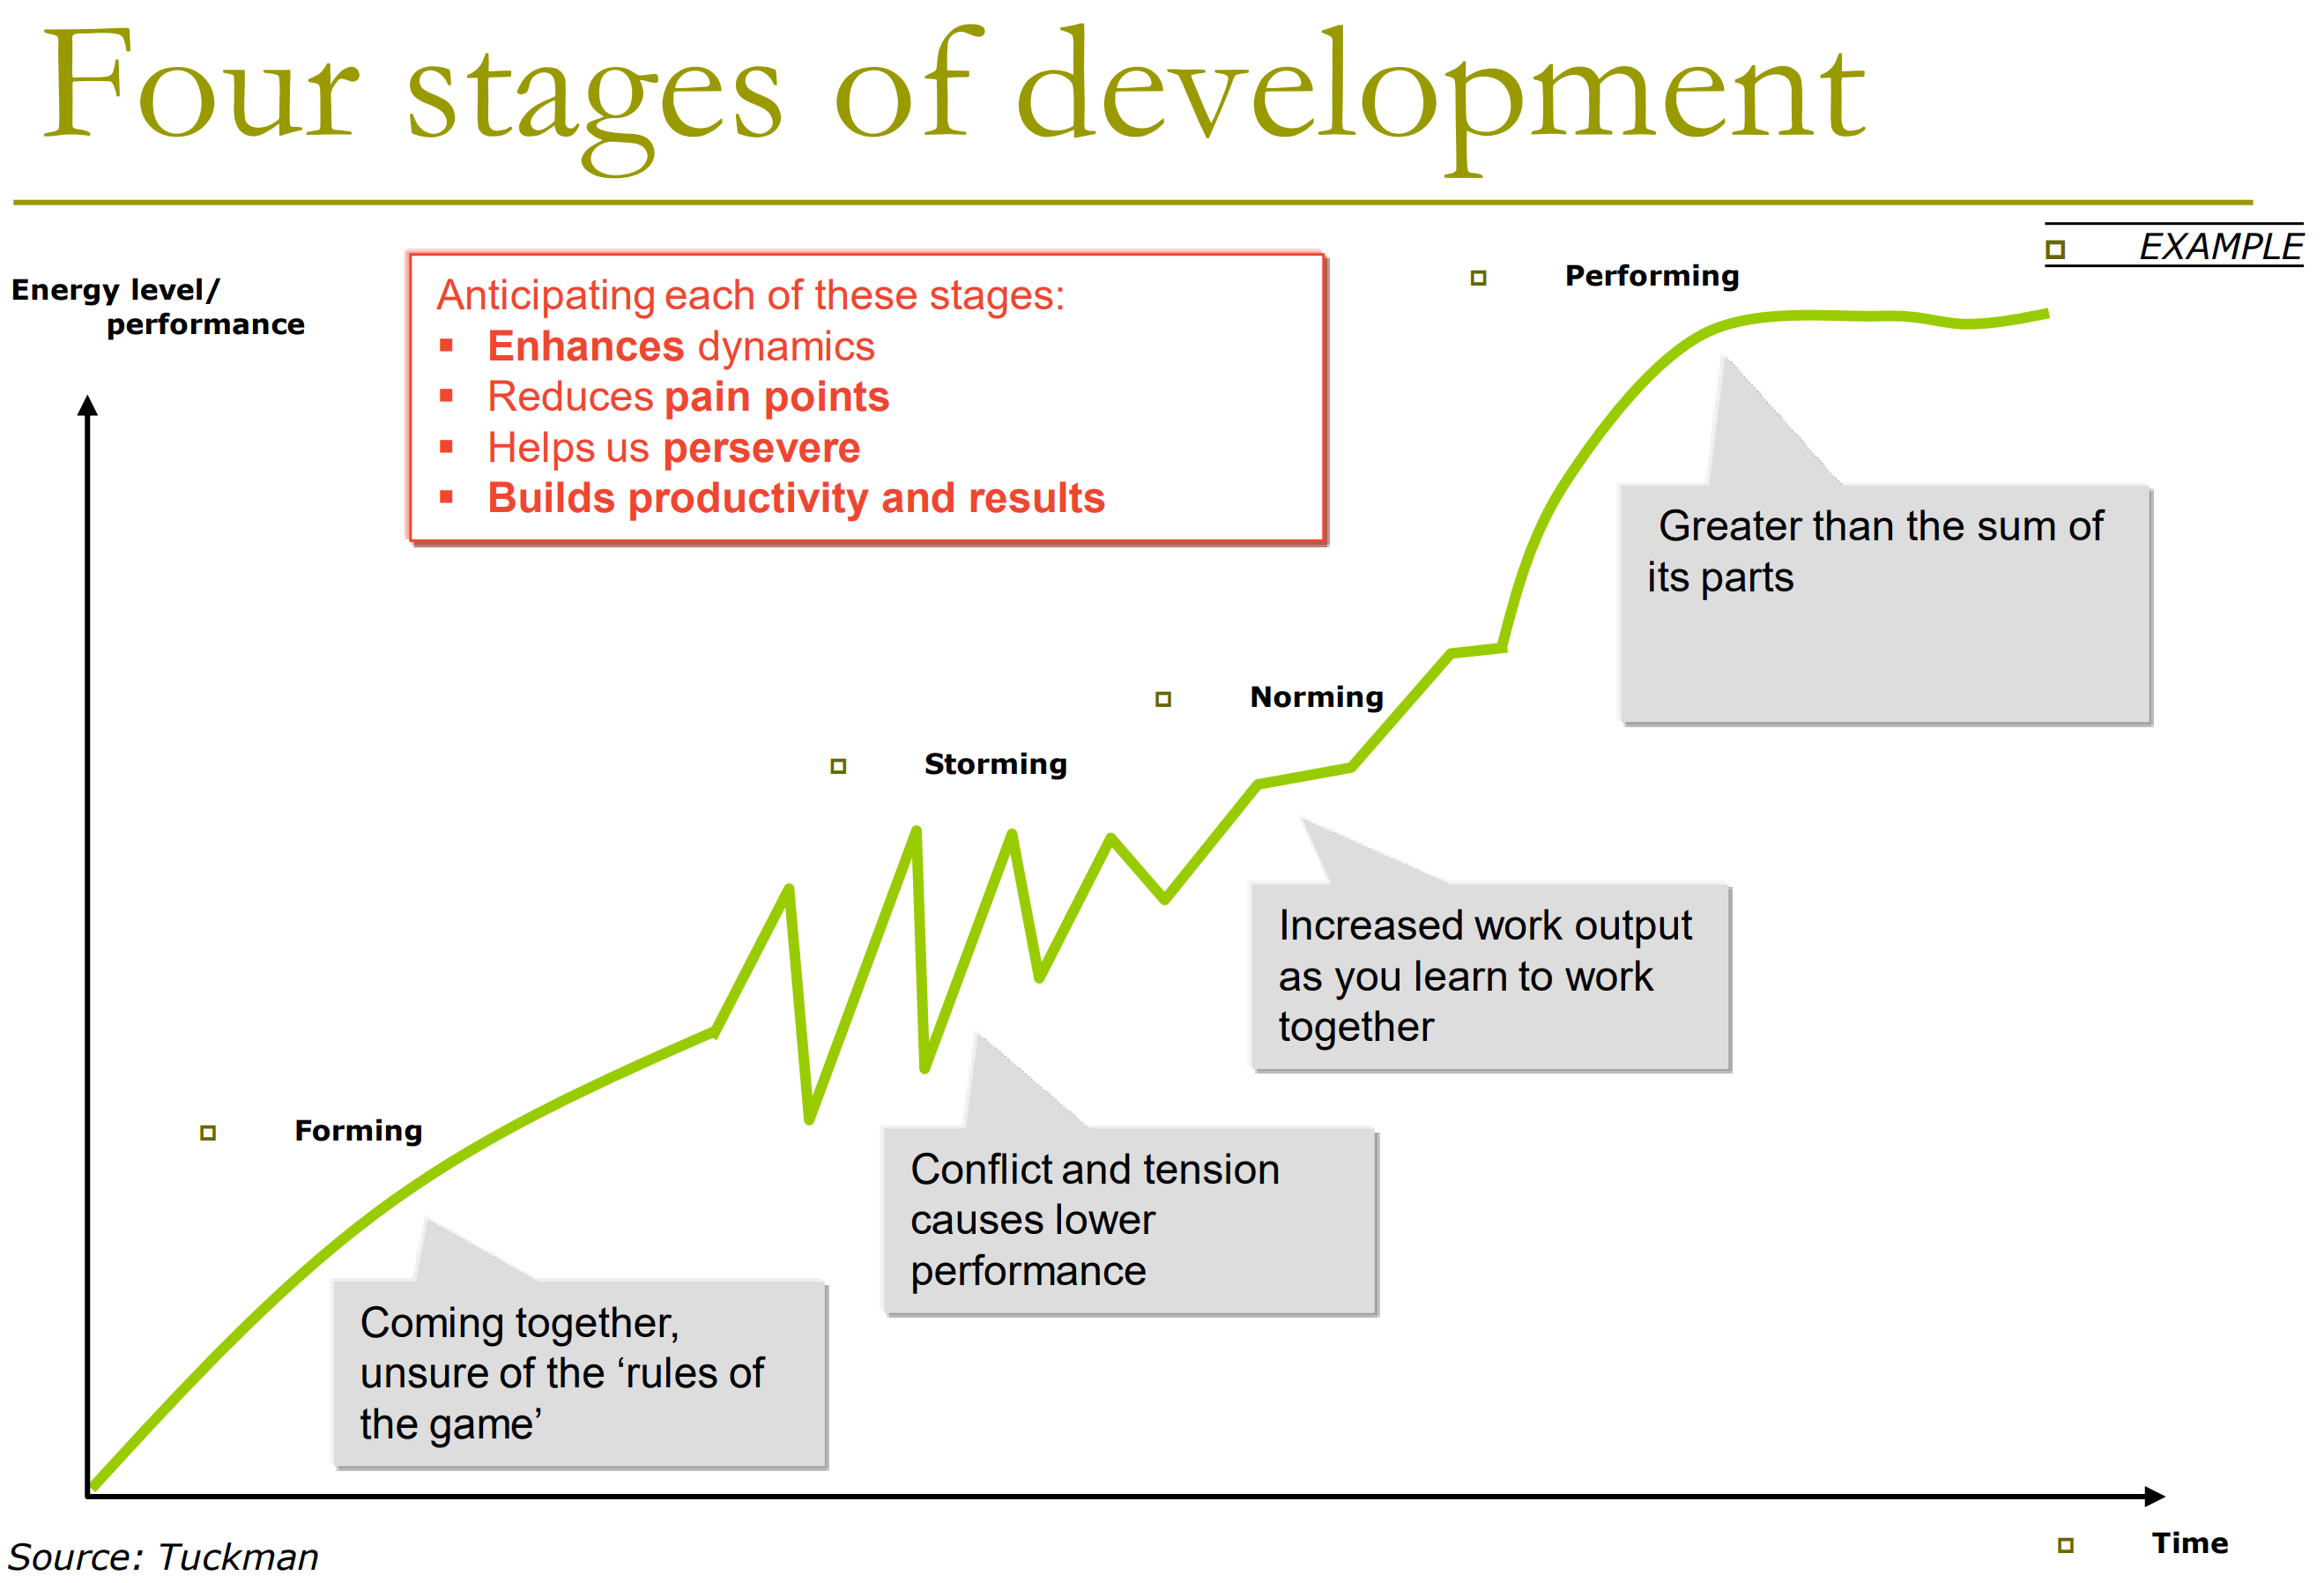 Four stages of development
EXAMPLE
Energy level/
performance
Anticipating each of these stages:
▪ Enhances dynamics
▪ Reduces pain points
▪ Helps us persevere
▪ Builds productivity and results
Performing
Greater than the sum of
its parts
Norming
Storming
Increased work output
as you learn to work
together
Forming
Conflict and tension
causes lower
performance
Coming together,
unsure of the ‘rules of
the game’
Time
Source: Tuckman